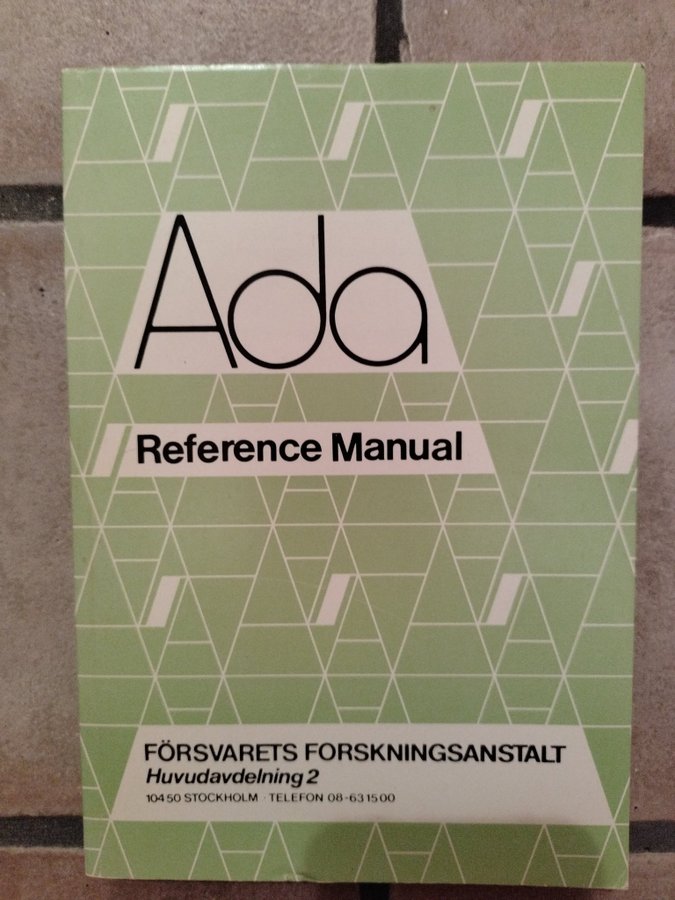 Ada
Reference Manual
FÖRSVARETS FORSKNINGSANSTALT
Huvudavdelning 2
104 50 STOCKHOLM · TELEFON 08-63 15 00